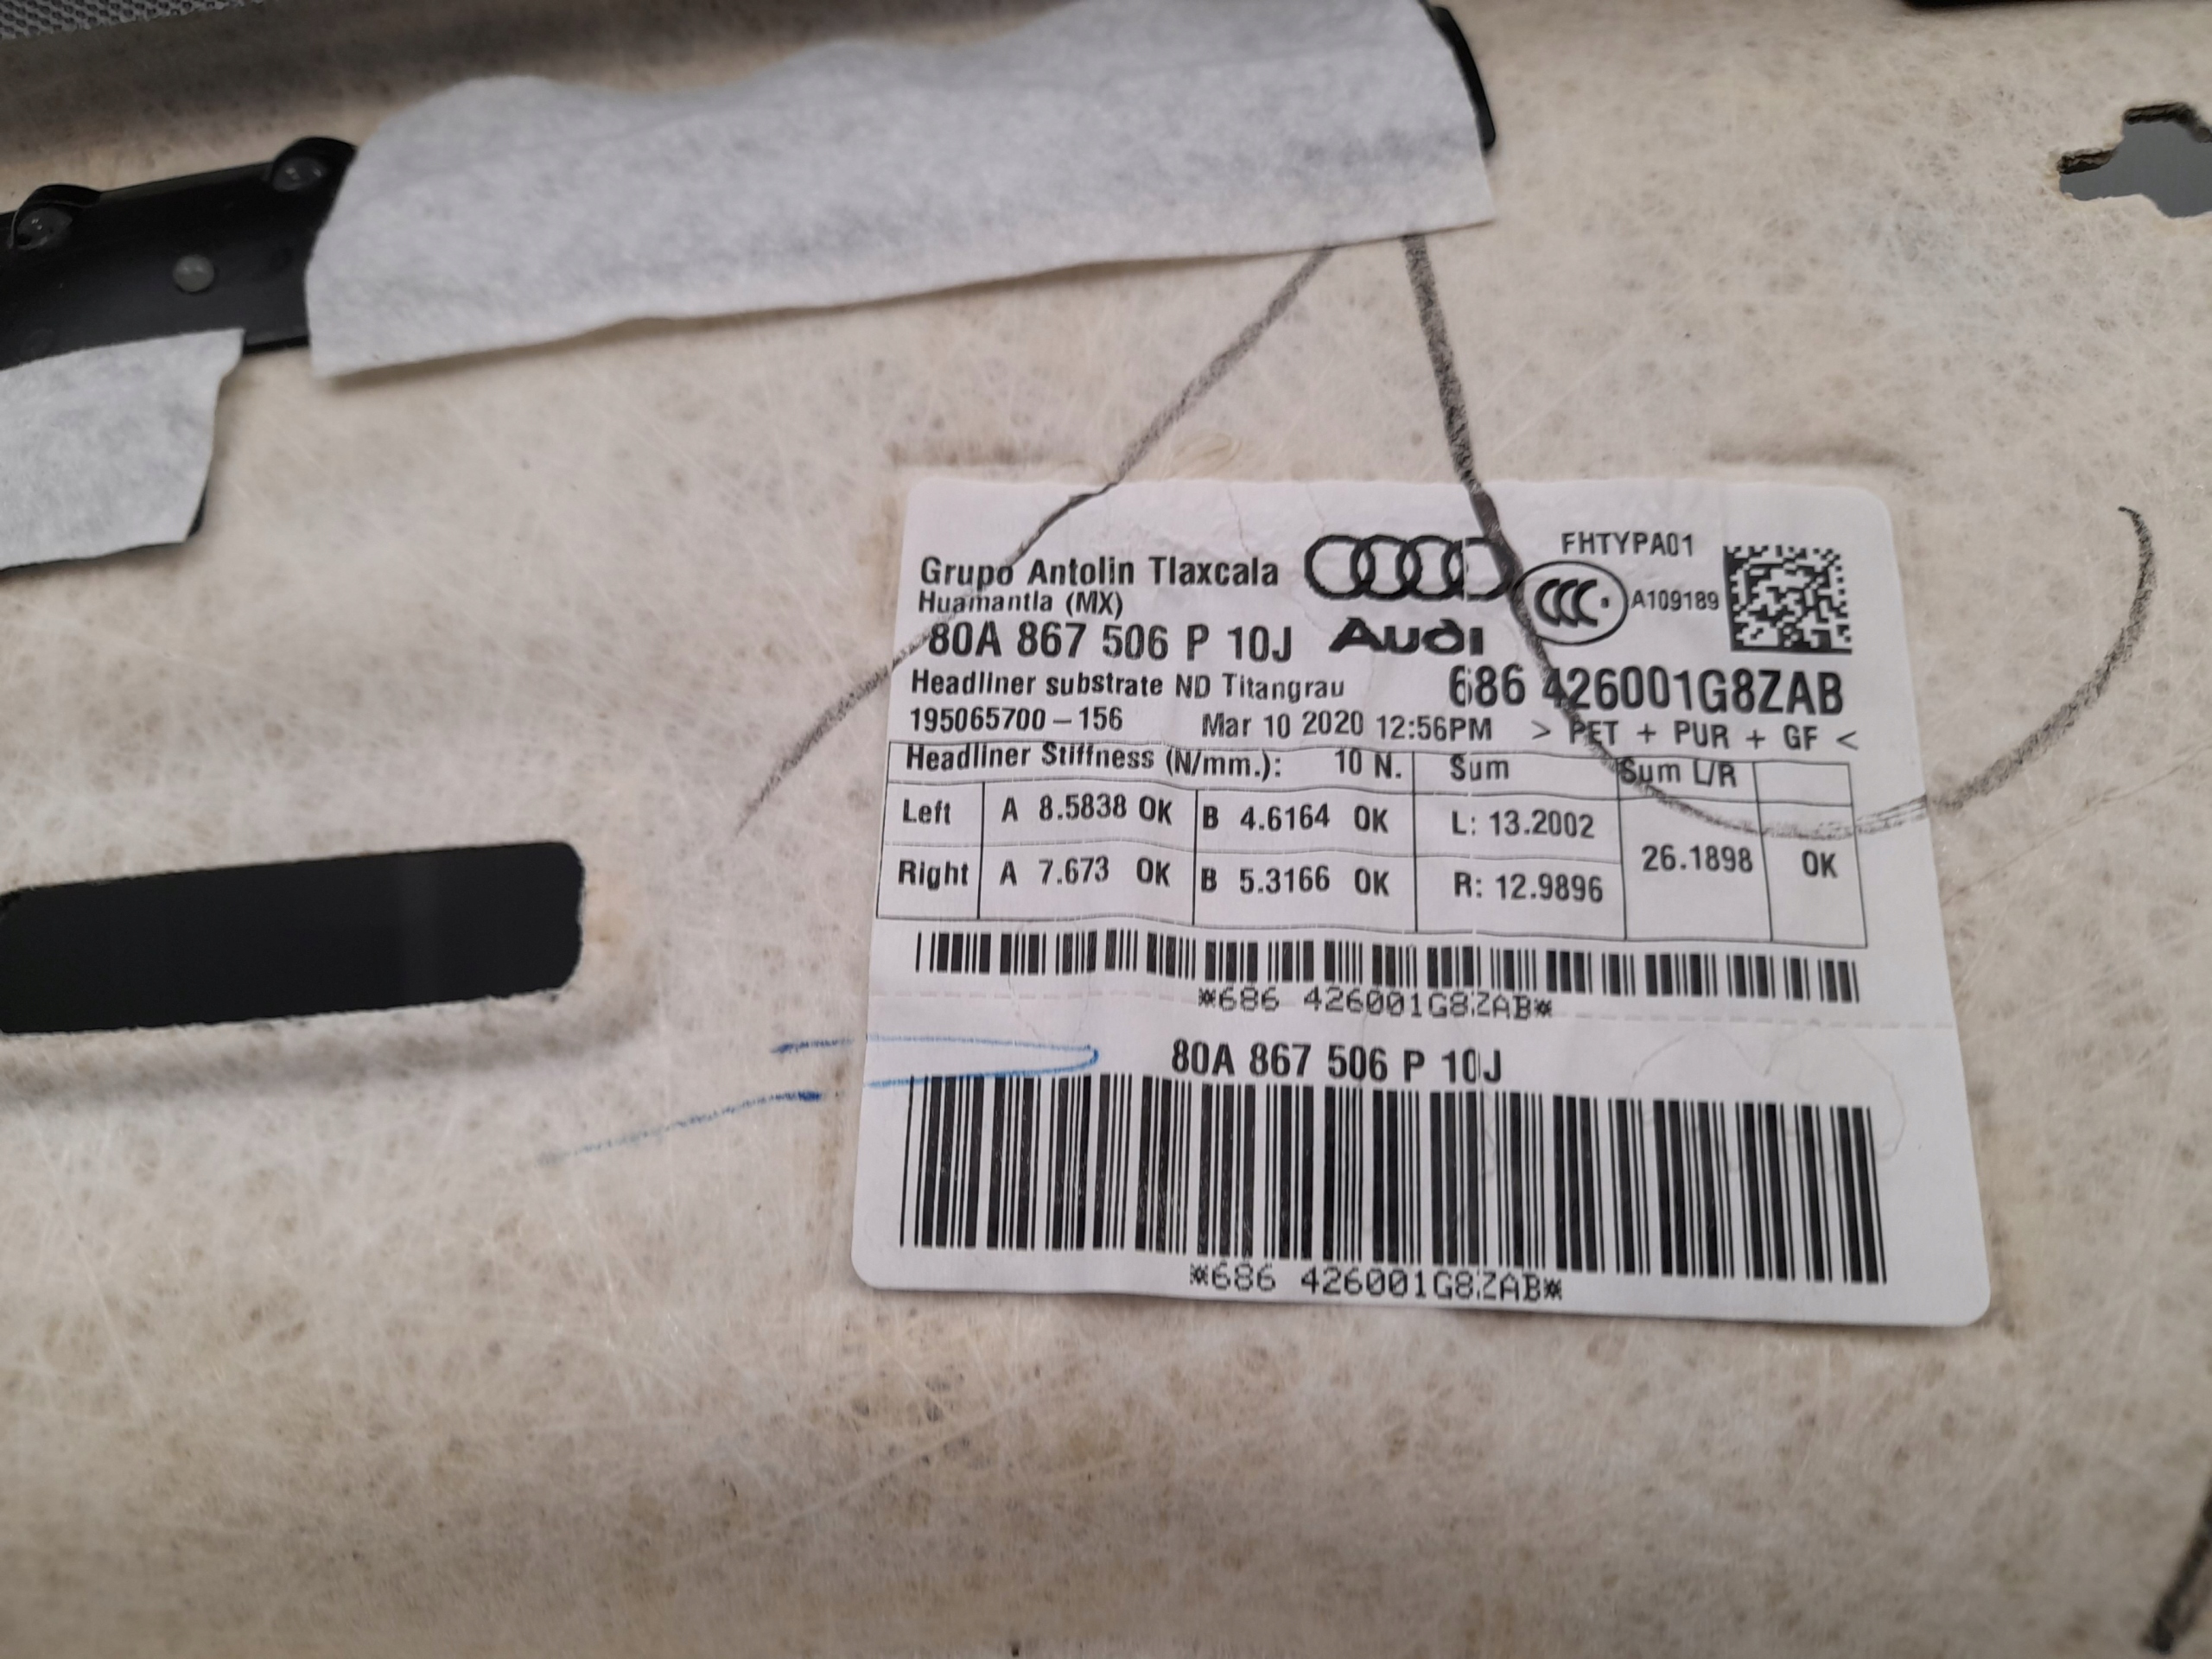 Grupo Antolin Tlaxcala
Huamantla (MX)
80A 867 506 P 10J
Audi
FHTYPA01
CCC
A109189
Headliner substrate ND Titangrau
686 426001G8ZAB
195065700-156 Mar 10 2020 12:56PM > PET + PUR + GF <
Headliner Stiffness (N/mm.): 10 N. Sum Sum L/R
Left A 8.5838 OK B 4.6164 OK L: 13.2002
26.1898 OK
Right A 7.673 OK B 5.3166 OK R: 12.9896
*686 426001G8ZAB*
80A 867 506 P 10J
*686 426001G8ZAB*